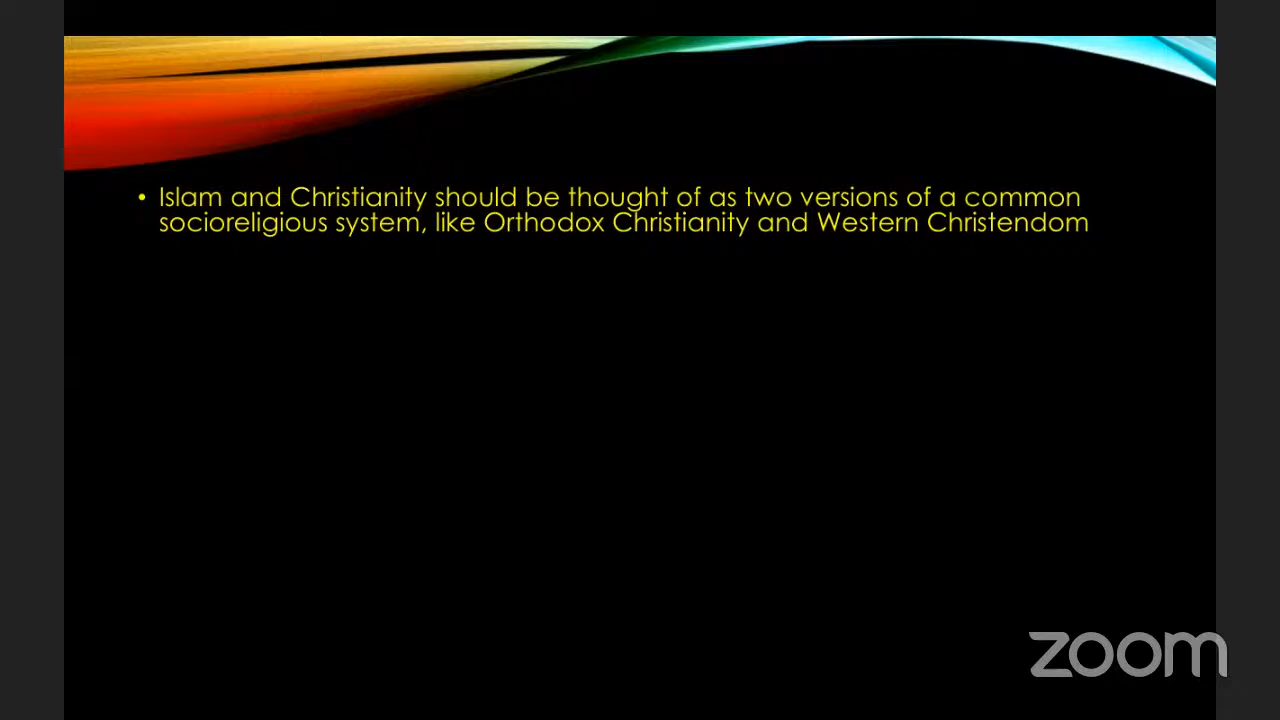 • Islam and Christianity should be thought of as two versions of a common
socioreligious system, like Orthodox Christianity and Western Christendom
zoom